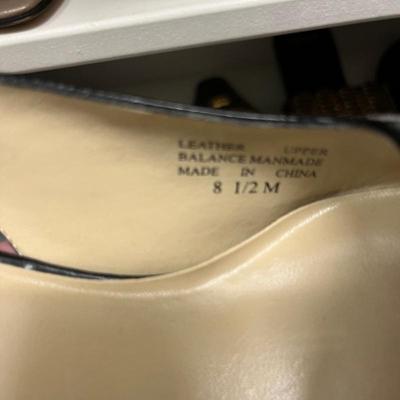 LEATHER UPPER
BALANCE MANMADE
MADE IN CHINA
8 1/2 M